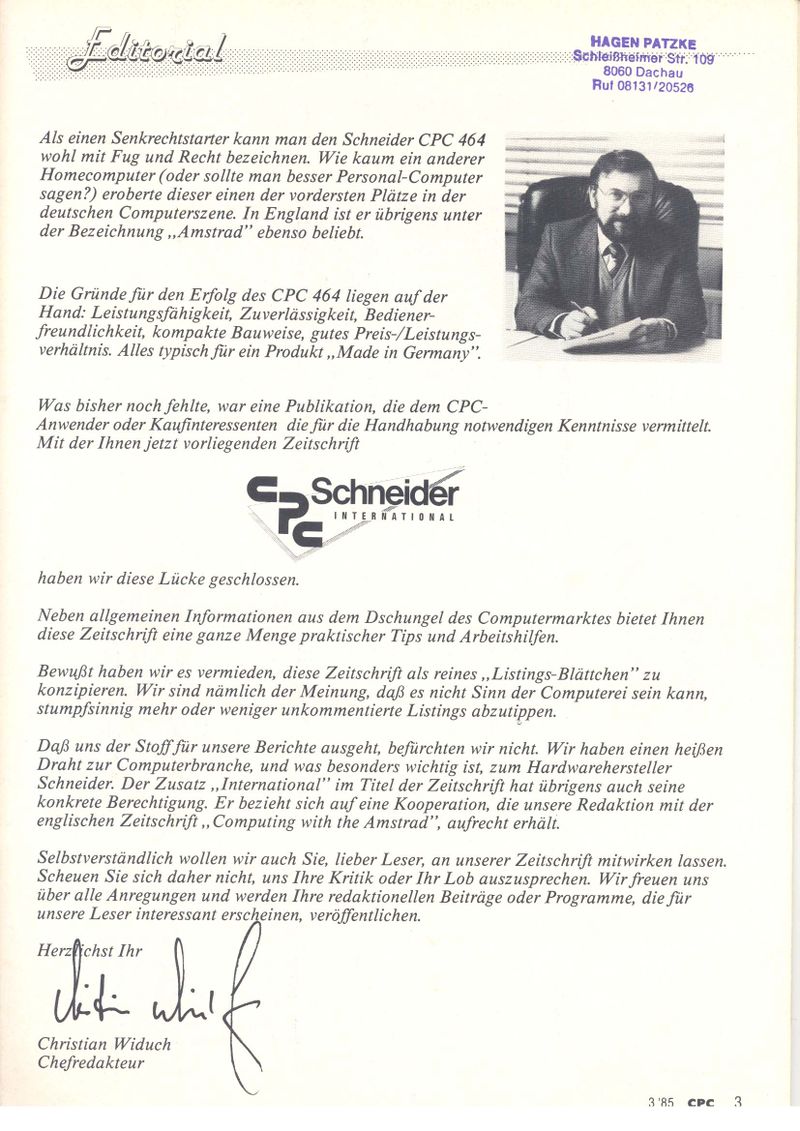 Editorial
HAGEN PATZKE
Schleißheimer Str. 109
8060 Dachau
Ruf 08131/20526
Als einen Senkrechtstarter kann man den Schneider CPC 464
wohl mit Fug und Recht bezeichnen. Wie kaum ein anderer
Homecomputer (oder sollte man besser Personal-Computer
sagen?) eroberte dieser einen der vordersten Plätze in der
deutschen Computerszene. In England ist er übrigens unter
der Bezeichnung „Amstrad” ebenso beliebt.
Die Gründe für den Erfolg des CPC 464 liegen auf der
Hand: Leistungsfähigkeit, Zuverlässigkeit, Bediener-
freundlichkeit, kompakte Bauweise, gutes Preis-/Leistungs-
verhältnis. Alles typisch für ein Produkt „Made in Germany”.
Was bisher noch fehlte, war eine Publikation, die dem CPC-
Anwender oder Kaufinteressenten die für die Handhabung notwendigen Kenntnisse vermittelt.
Mit der Ihnen jetzt vorliegenden Zeitschrift
CPC Schneider
INTERNATIONAL
haben wir diese Lücke geschlossen.
Neben allgemeinen Informationen aus dem Dschungel des Computermarktes bietet Ihnen
diese Zeitschrift eine ganze Menge praktischer Tips und Arbeitshilfen.
Bewußt haben wir es vermieden, diese Zeitschrift als reines „Listings-Blättchen” zu
konzipieren. Wir sind nämlich der Meinung, daß es nicht Sinn der Computerei sein kann,
stumpfsinnig mehr oder weniger unkommentierte Listings abzutippen.
Daß uns der Stoff für unsere Berichte ausgeht, befürchten wir nicht. Wir haben einen heißen
Draht zur Computerbranche, und was besonders wichtig ist, zum Hardwarehersteller
Schneider. Der Zusatz „International” im Titel der Zeitschrift hat übrigens auch seine
konkrete Berechtigung. Er bezieht sich auf eine Kooperation, die unsere Redaktion mit der
englischen Zeitschrift „Computing with the Amstrad”, aufrecht erhält.
Selbstverständlich wollen wir auch Sie, lieber Leser, an unserer Zeitschrift mitwirken lassen.
Scheuen Sie sich daher nicht, uns Ihre Kritik oder Ihr Lob auszusprechen. Wir freuen uns
über alle Anregungen und werden Ihre redaktionellen Beiträge oder Programme, die für
unsere Leser interessant erscheinen, veröffentlichen.
Herzlichst Ihr
Christian Widuch
Chefredakteur
3 '85 CPC 3